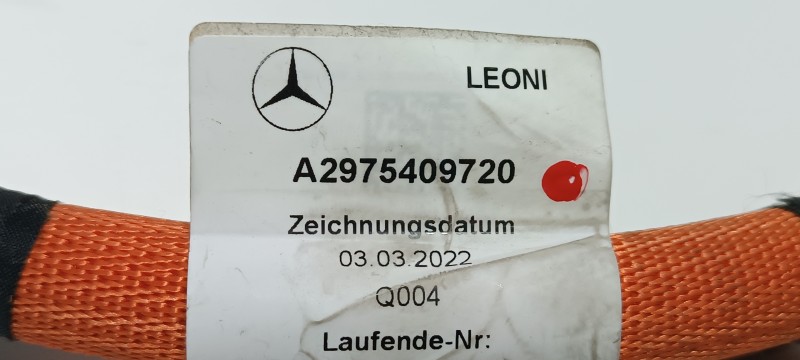 LEONI
A2975409720
Zeichnungsdatum
03.03.2022
Q004
Laufende-Nr: